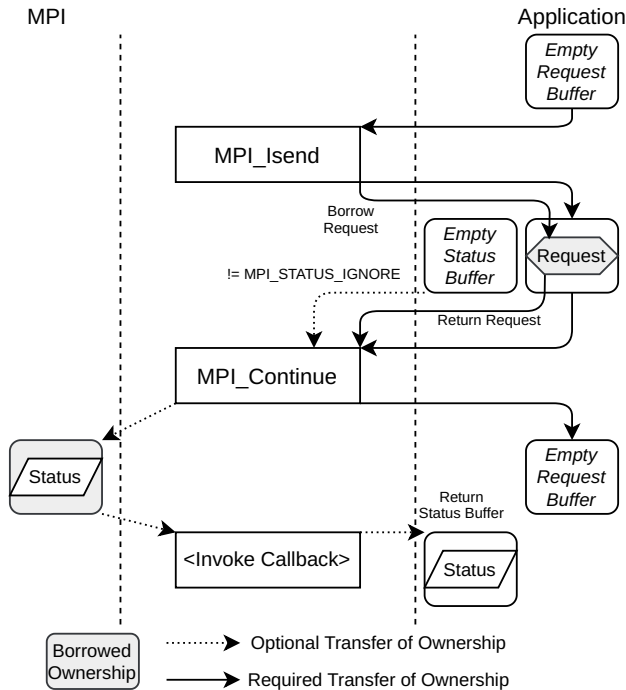 MPI
Application
Empty
Request
Buffer
MPI_Isend
Borrow
Request
Empty
Status
Buffer
Request
!= MPI_STATUS_IGNORE
Return Request
MPI_Continue
Status
Empty
Request
Buffer
Return
Status Buffer
<Invoke Callback>
Status
Borrowed
Ownership
Optional Transfer of Ownership
Required Transfer of Ownership